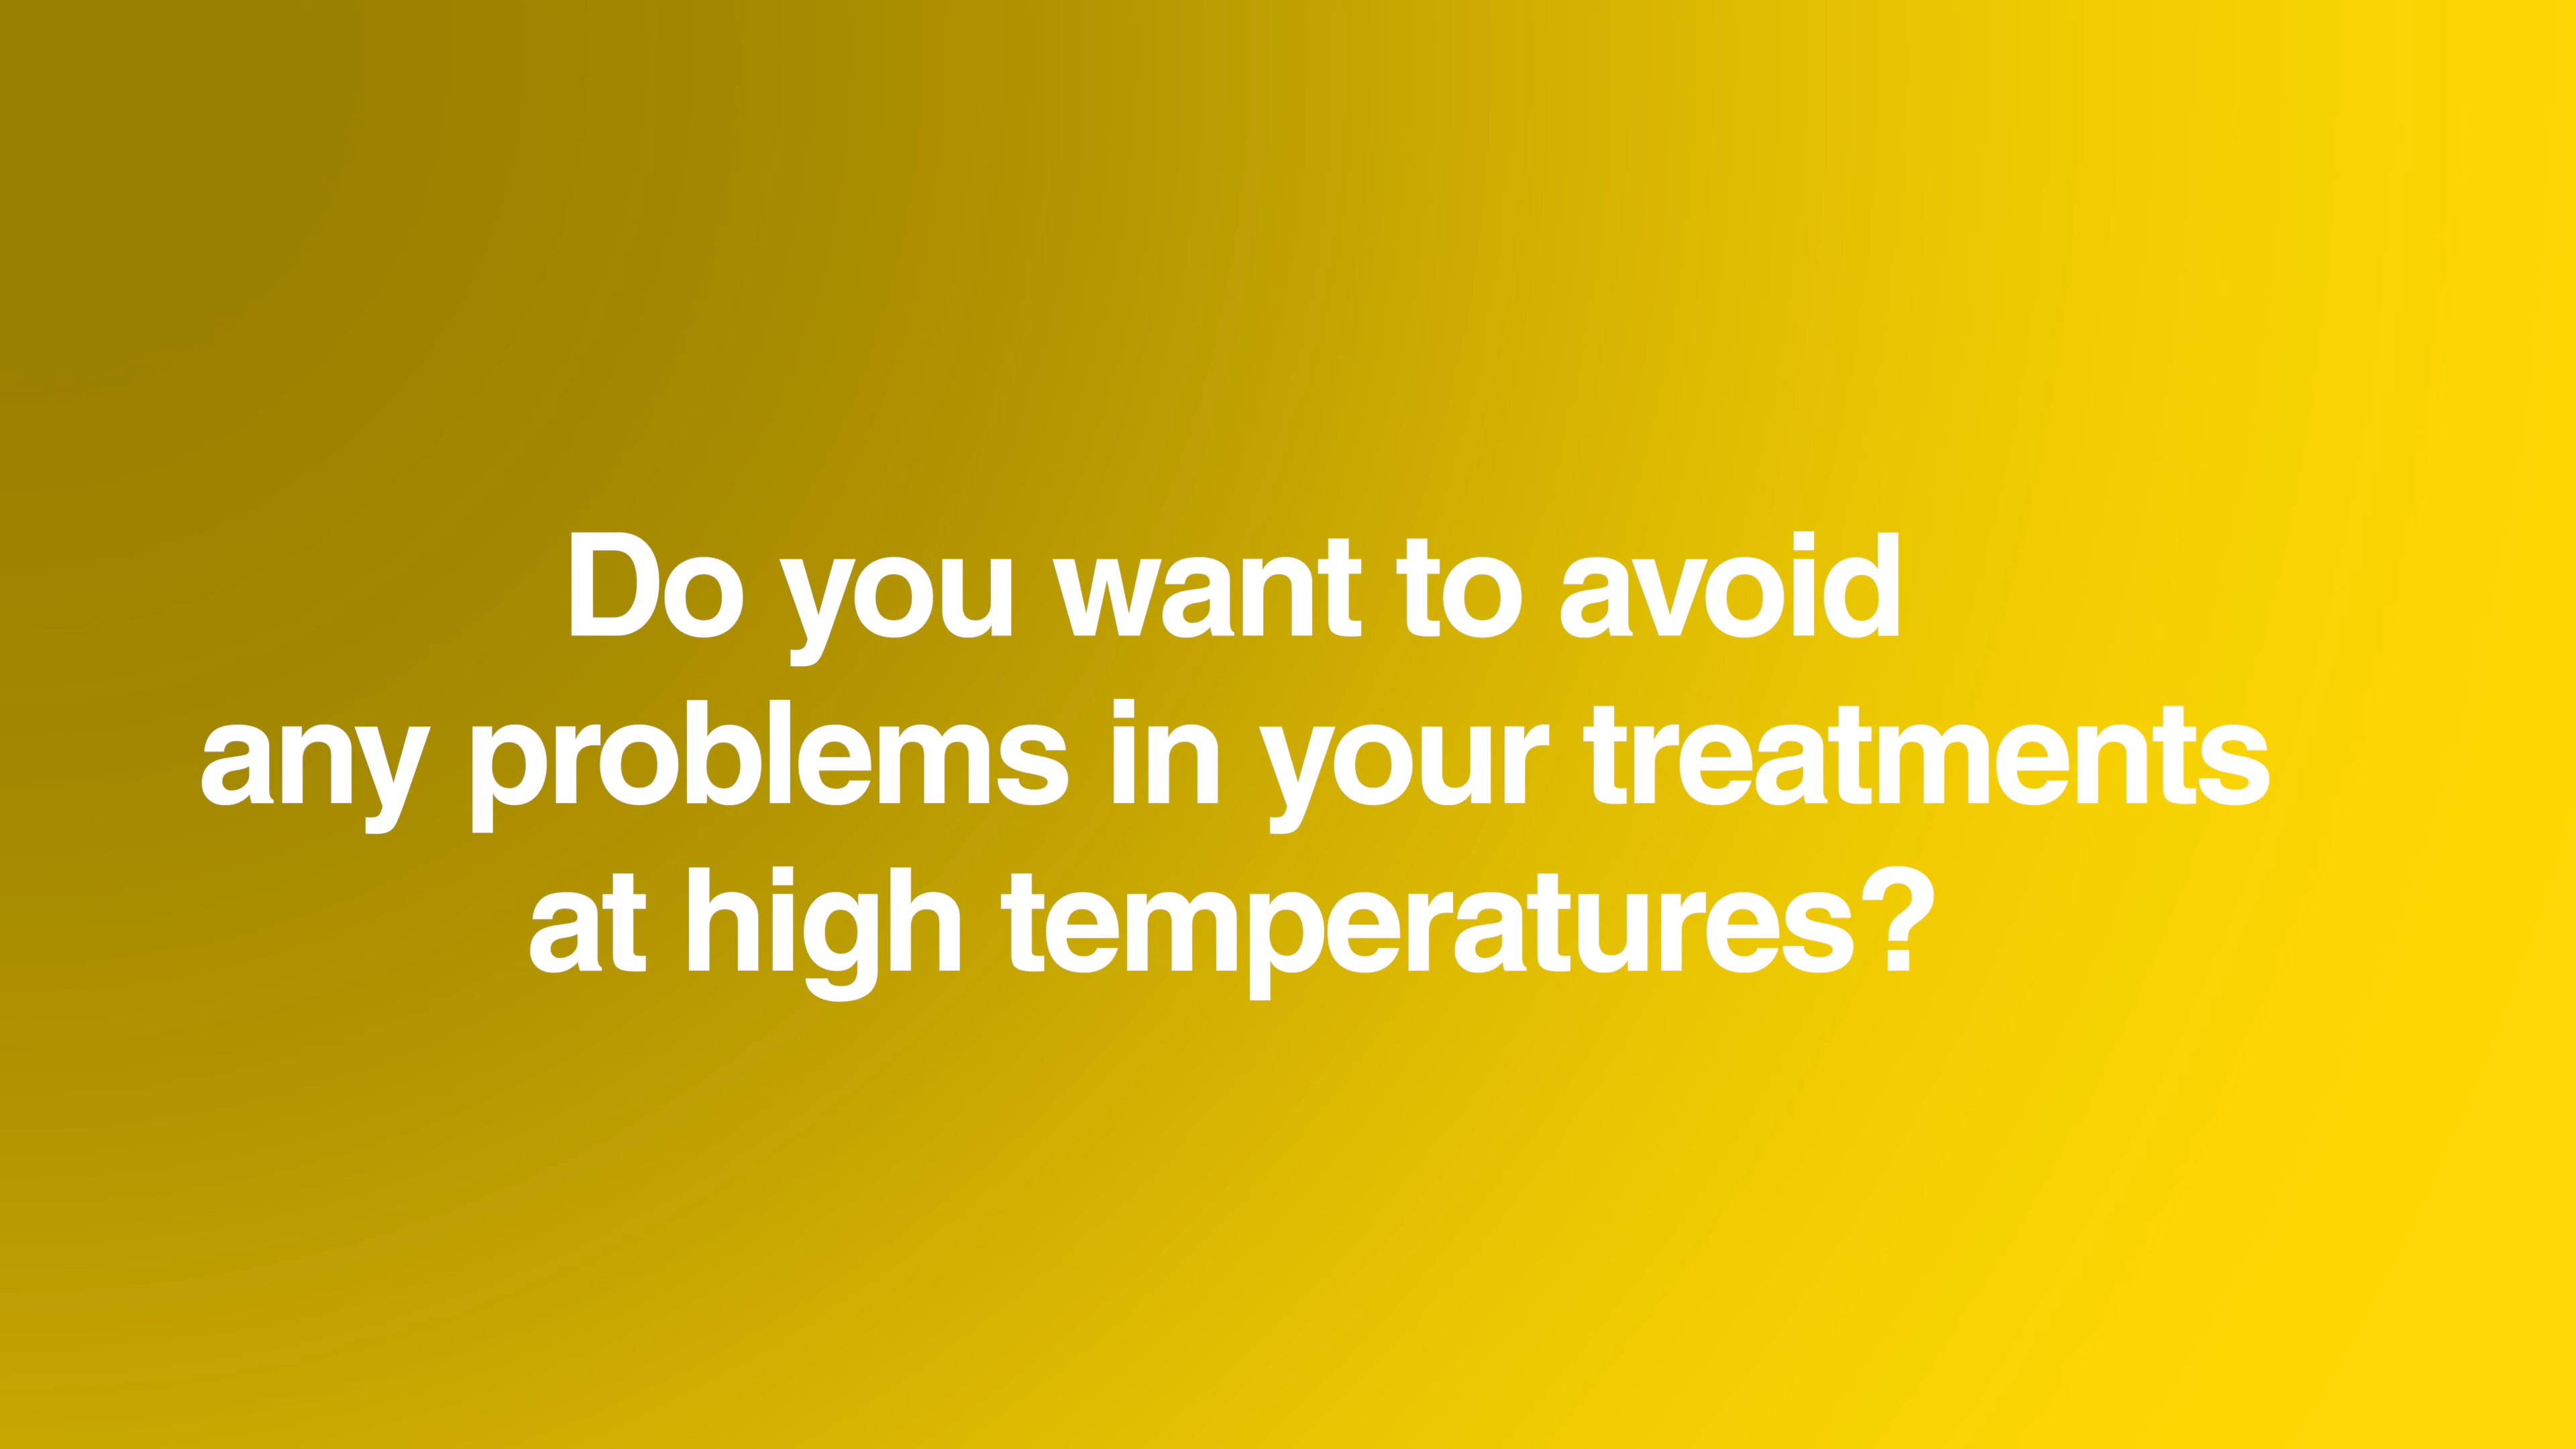 Do you want to avoid
any problems in your treatments
at high temperatures?